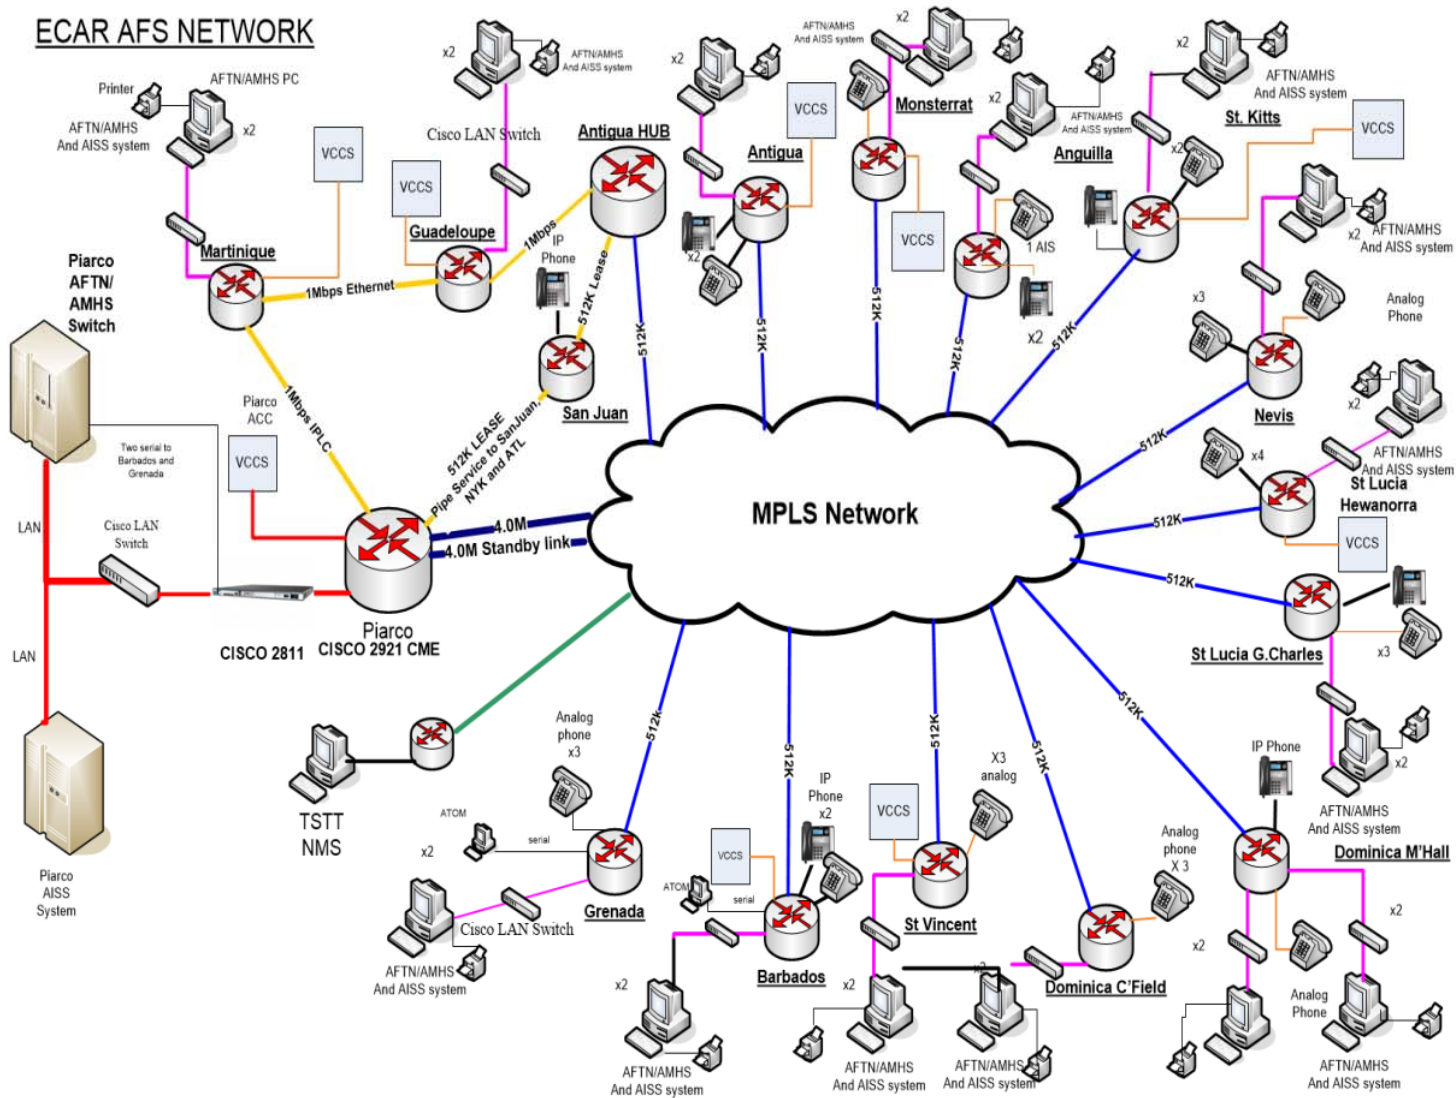 ECAR AFS NETWORK
Printer
AFTN/AMHS PC
x2
AFTN/AMHS
And AISS system
VCCS
Martinique
x2
AFTN/AMHS
And AISS system
Cisco LAN Switch
VCCS
Guadeloupe
1Mbps Ethernet
1Mbps
Antigua HUB
IP
Phone
512K Lease
San Juan
512K
x2
AFTN/AMHS
And AISS system
VCCS
Antigua
x2
512K
AFTN/AMHS
And AISS system
x2
AFTN/AMHS
And AISS system
Monsterrat
VCCS
512K
x2
AFTN/AMHS
And AISS system
Anguilla
1 AIS
x2
512K
x2
AFTN/AMHS
And AISS system
St. Kitts
VCCS
x2
512K
x2
AFTN/AMHS
And AISS system
x3
Analog
Phone
Nevis
512K
x2
AFTN/AMHS
And AISS system
x4
St Lucia
Hewanorra
VCCS
512K
512K
x3
St Lucia G.Charles
x2
AFTN/AMHS
And AISS system
Piarco
AFTN/
AMHS
Switch
1Mbps IPLC
Piarco
ACC
VCCS
Two serial to
Barbados and
Grenada
512K LEASE
Pipe Service to SanJuan,
NYK and ATL
LAN
Cisco LAN
Switch
4.0M
4.0M Standby link
MPLS Network
Piarco
CISCO 2811
CISCO 2921 CME
LAN
Piarco
AISS
System
TSTT
NMS
Analog
phone
x3
512k
ATOM
serial
x2
Grenada
Cisco LAN Switch
AFTN/AMHS
And AISS system
512K
IP
Phone
x2
VCCS
ATOM
serial
Barbados
x2
AFTN/AMHS
And AISS system
512K
X3
analog
VCCS
St Vincent
x2
AFTN/AMHS
And AISS system
512K
Analog
phone
X 3
Dominica C'Field
x2
AFTN/AMHS
And AISS system
512K
IP Phone
Dominica M'Hall
x2
x2
Analog
Phone
AFTN/AMHS
And AISS system